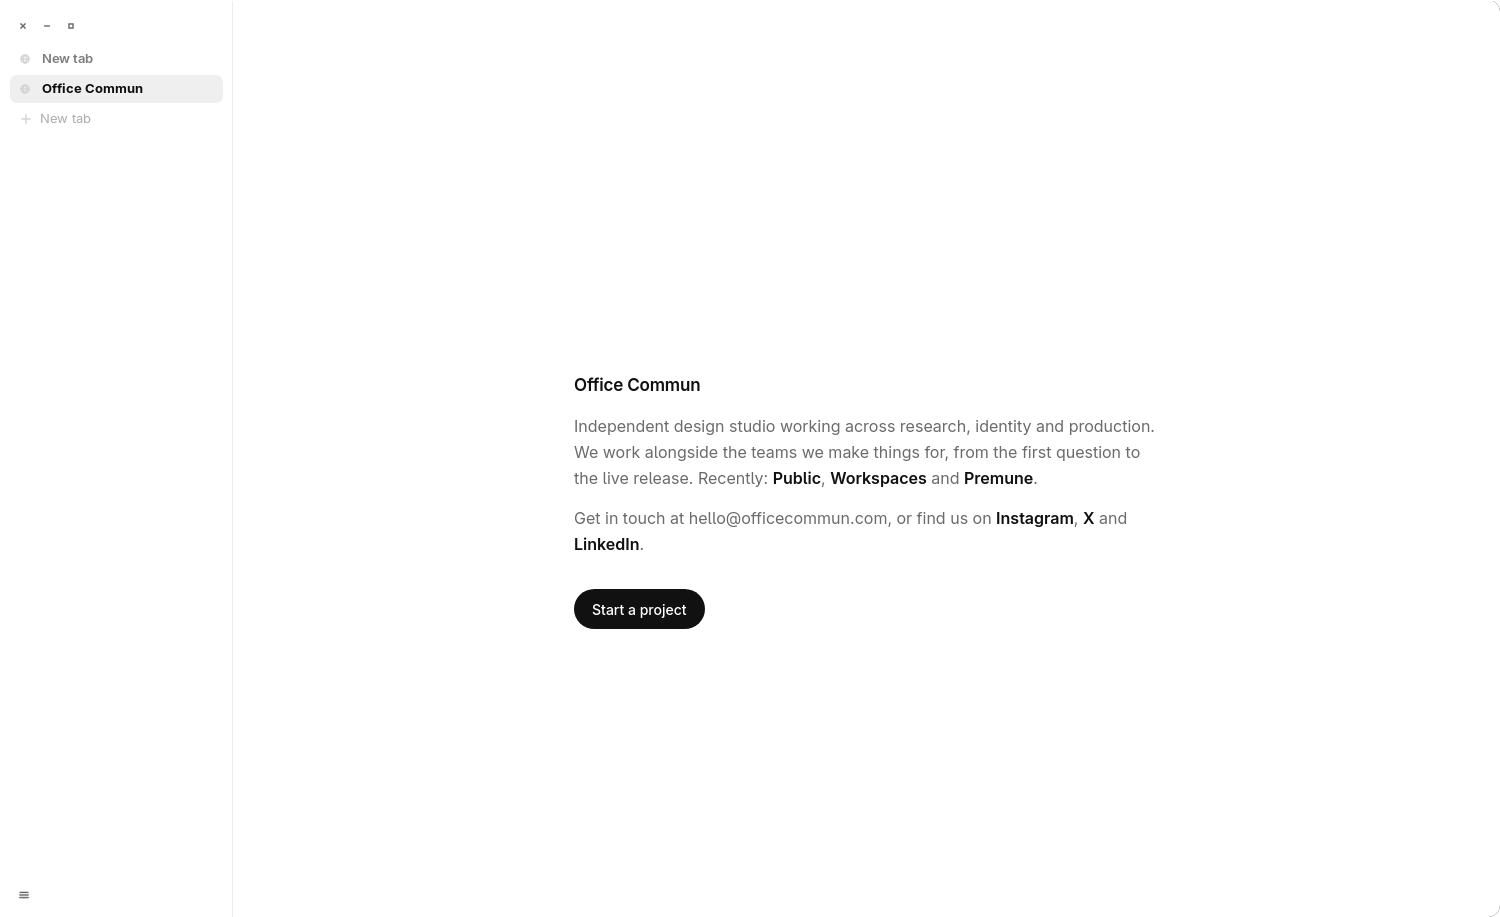 New tab
Office Commun
New tab
Office Commun
Independent design studio working across research, identity and production.
We work alongside the teams we make things for, from the first question to
the live release. Recently: Public, Workspaces and Premune.
Get in touch at hello@officecommun.com, or find us on Instagram, X and
LinkedIn.
Start a project